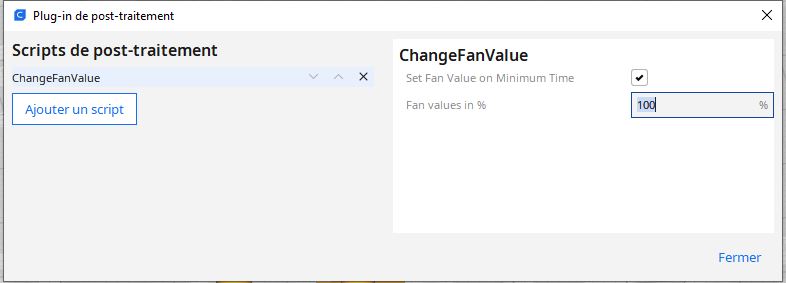 Plug-in de post-traitement
Scripts de post-traitement
ChangeFanValue
Ajouter un script
ChangeFanValue
Set Fan Value on Minimum Time
Fan values in %
100 %
Fermer